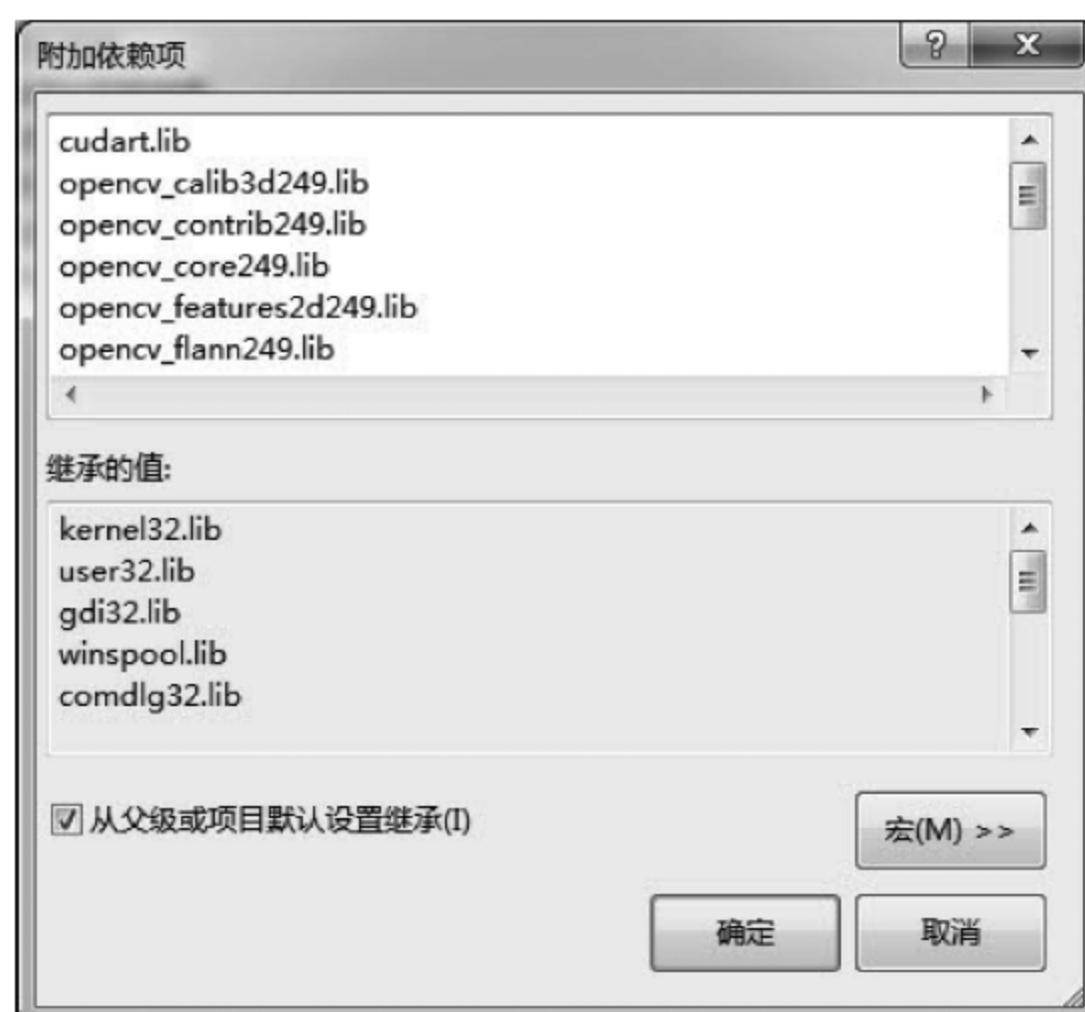 附加依赖项
cudart.lib
opencv_calib3d249.lib
opencv_contrib249.lib
opencv_core249.lib
opencv_features2d249.lib
opencv_flann249.lib
继承的值:
kernel32.lib
user32.lib
gdi32.lib
winspool.lib
comdlg32.lib
从父级或项目默认设置继承(I)
宏(M) >>
确定
取消